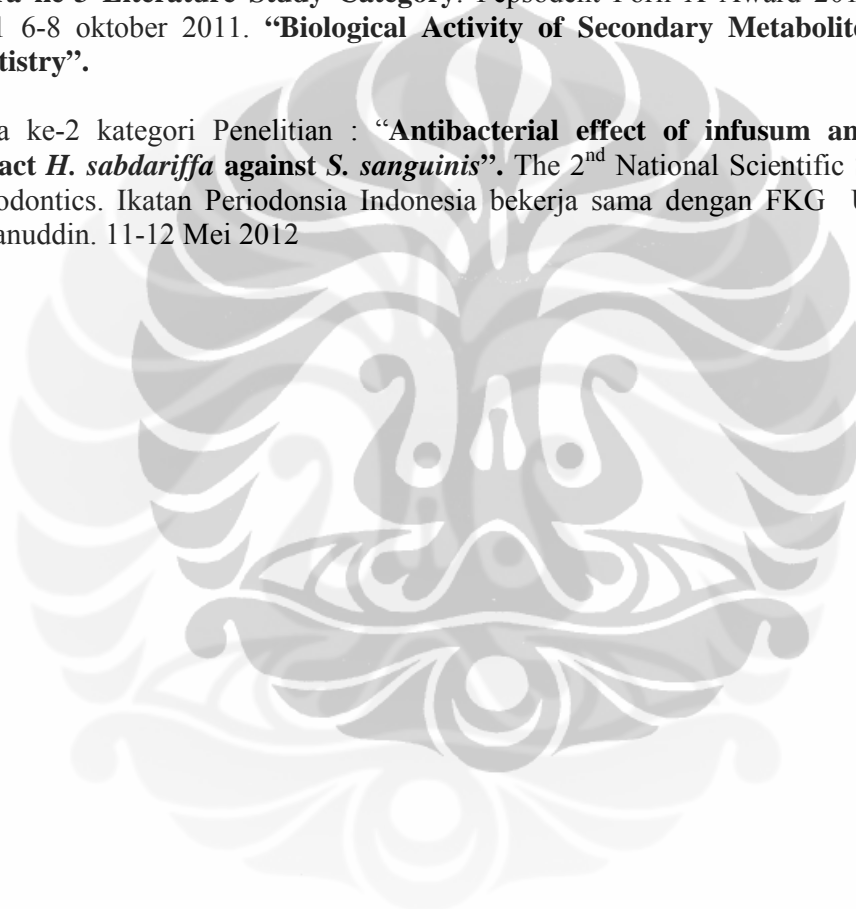 ke-3 Literature Study Category. Pepsodent Award
6-8 oktober 2011. “Biological Activity of Secondary Metabolite
tistry”.
a ke-2 kategori Penelitian : “Antibacterial effect of infusum an
act H. sabdariffa against S. sanguinis”. The 2nd National Scientific
odontics. Ikatan Periodonsia Indonesia bekerja sama dengan FKG U
anuddin. 11-12 Mei 2012